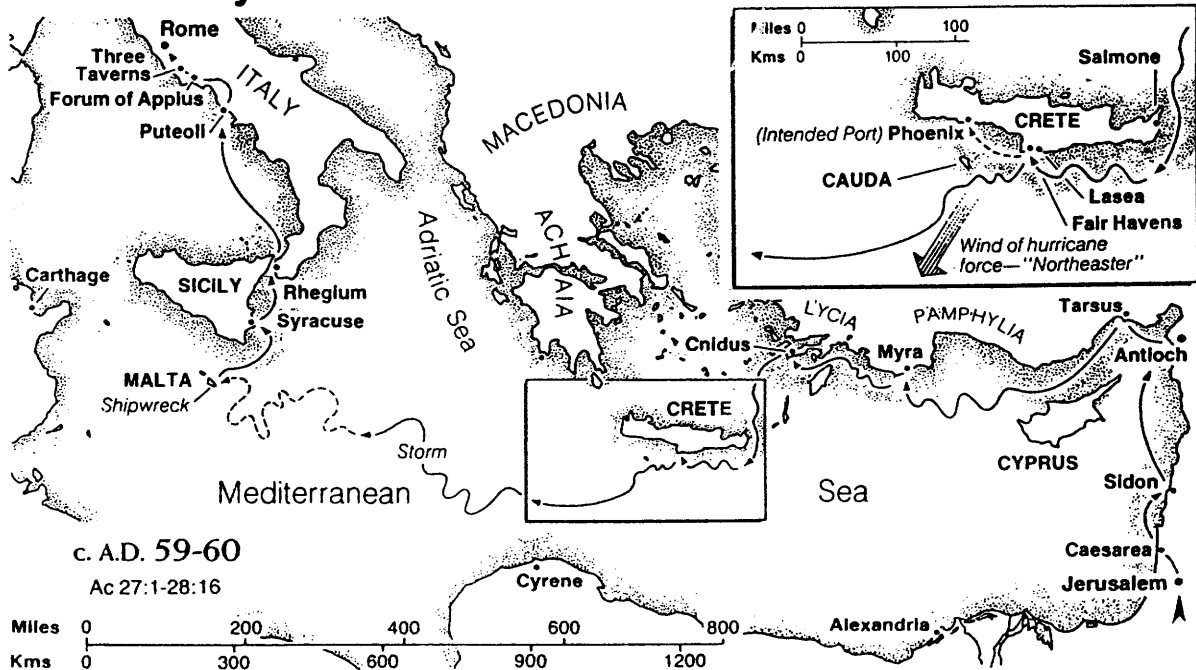 Rome
Three
Taverns
Forum of Appius
Puteoli
ITALY
MACEDONIA
ACHAIA
Adriatic Sea
Carthage
SICILY
Rhegium
Syracuse
MALTA
Shipwreck
Storm
Mediterranean
Sea
c. A.D. 59-60
Ac 27:1-28:16
Miles 0 200 400 600 800
Kms 0 300 600 900 1200
Cyrene
Alexandria
CRETE
Cnidus
LYCIA
Myra
PAMPHYLIA
Tarsus
Antioch
CYPRUS
Sidon
Caesarea
Jerusalem
Miles 0 100
Kms 0 100
Salmone
CRETE
(Intended Port) Phoenix
CAUDA
Lasea
Fair Havens
Wind of hurricane
force—"Northeaster"